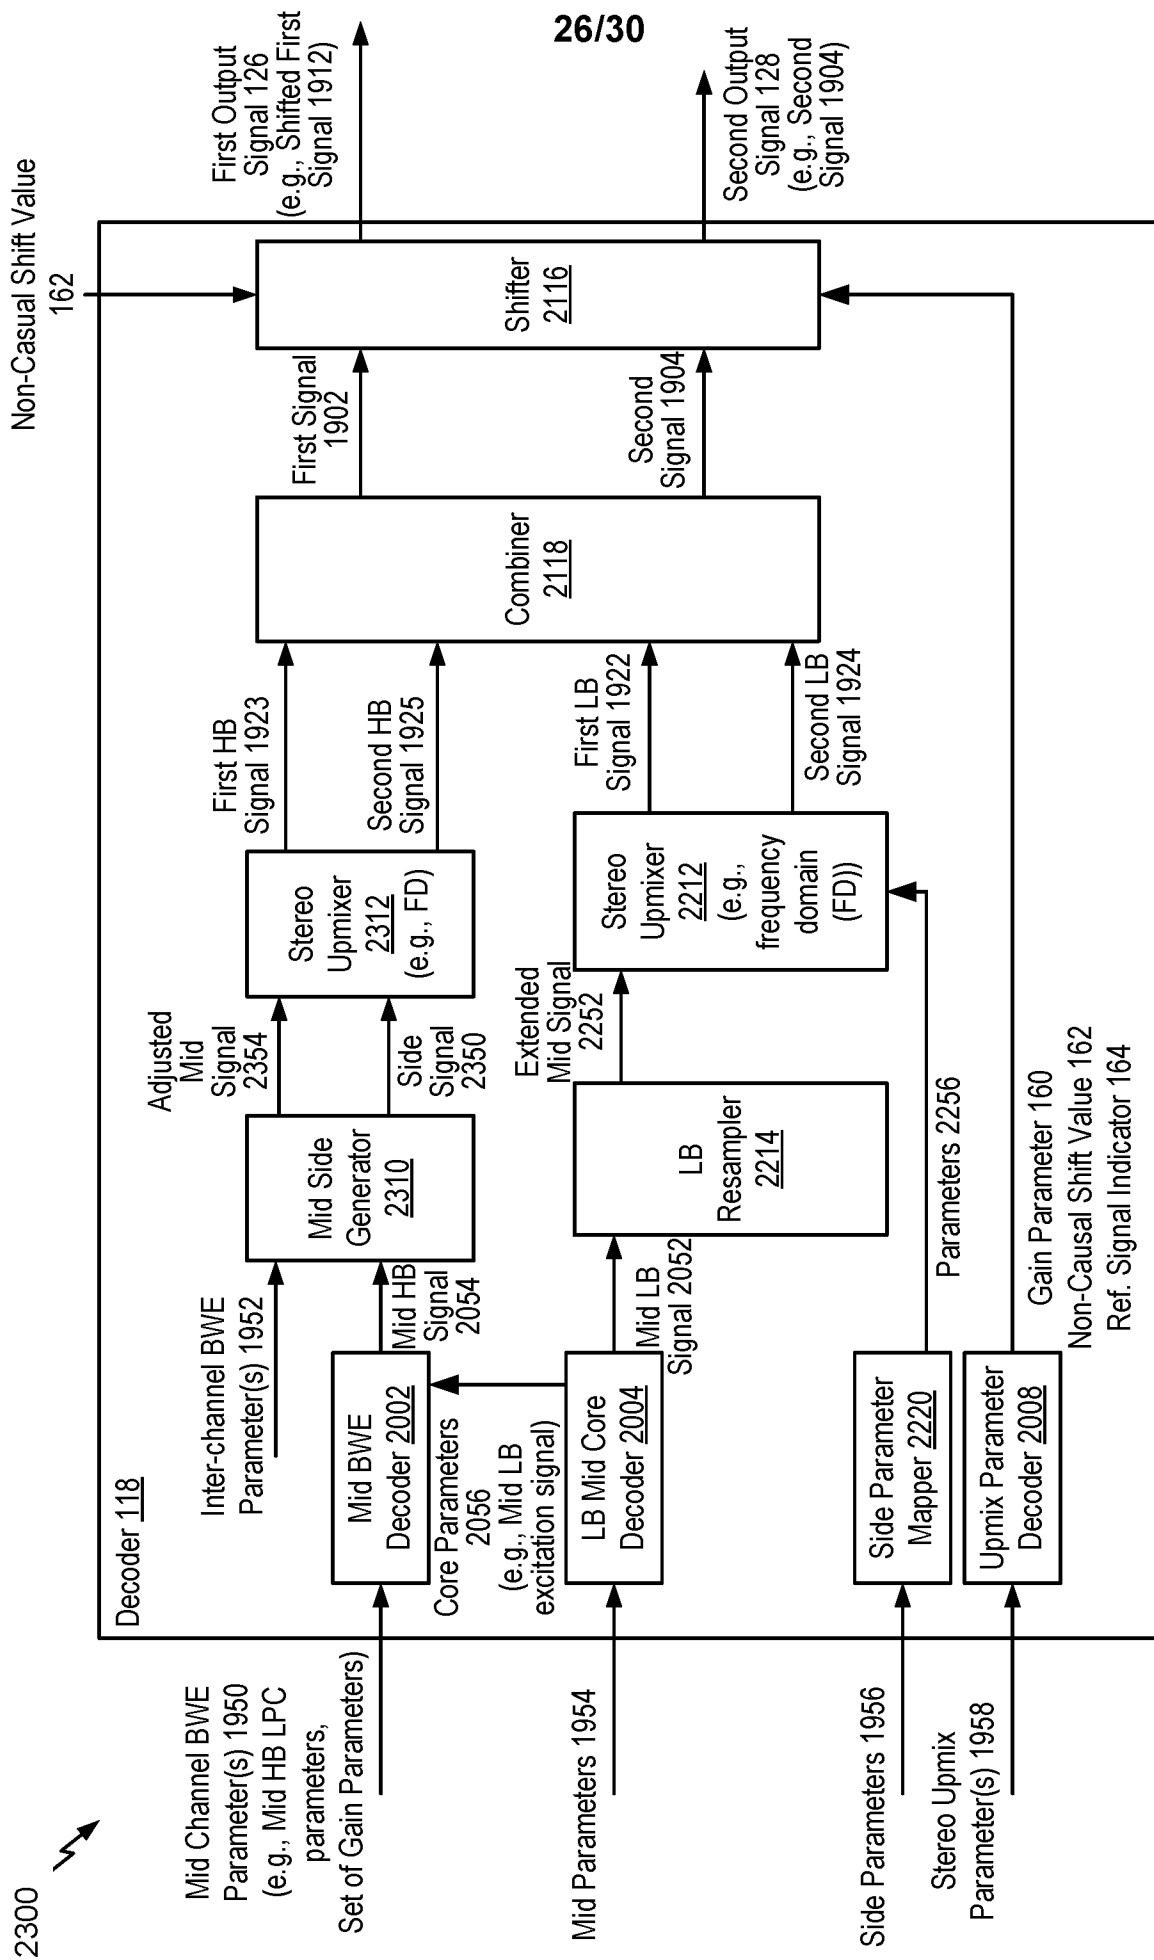 26/30
2300
Decoder 118
Mid Channel BWE
Parameter(s) 1950
(e.g., Mid HB LPC
parameters,
Set of Gain Parameters)
Mid Parameters 1954
Side Parameters 1956
Stereo Upmix
Parameter(s) 1958
Inter-channel BWE
Parameter(s) 1952
Mid BWE
Decoder 2002
Core Parameters
2056
(e.g., Mid LB
excitation signal)
LB Mid Core
Decoder 2004
Side Parameter
Mapper 2220
Upmix Parameter
Decoder 2008
Mid HB
Signal
2054
Mid LB
Signal 2052
Mid Side
Generator
2310
LB
Resampler
2214
Parameters 2256
Gain Parameter 160
Non-Causal Shift Value 162
Ref. Signal Indicator 164
Adjusted
Mid
Signal
2354
Side
Signal
2350
Extended
Mid Signal
2252
Stereo
Upmixer
2312
(e.g., FD)
Stereo
Upmixer
2212
(e.g.,
frequency
domain
(FD))
First HB
Signal 1923
Second HB
Signal 1925
First LB
Signal 1922
Second LB
Signal 1924
Combiner
2118
First Signal
1902
Second
Signal 1904
Shifter
2116
Non-Casual Shift Value
162
First Output
Signal 126
(e.g., Shifted First
Signal 1912)
Second Output
Signal 128
(e.g., Second
Signal 1904)